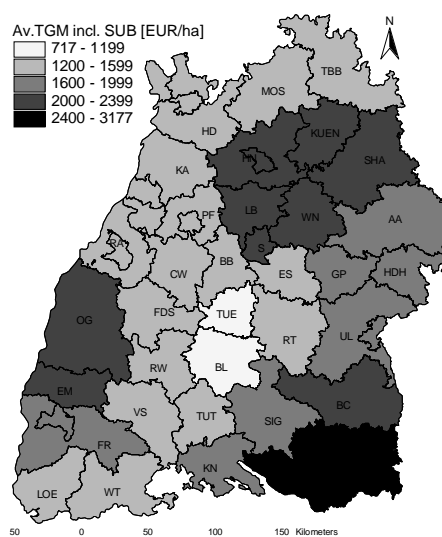 Av.TGM incl. SUB [EUR/ha]
717 - 1199
1200 - 1599
1600 - 1999
2000 - 2399
2400 - 3177
N
TBB
MOS
HD
KUEN
HN
SHA
KA
LB
WN
PF
AA
RA
S
BB
CW
ES
GP
HDH
OG
FDS
TUE
RT
UL
RW
BL
EM
BC
VS
TUT
SIG
FR
KN
LOE
WT
50 0 50 100 150 Kilometers